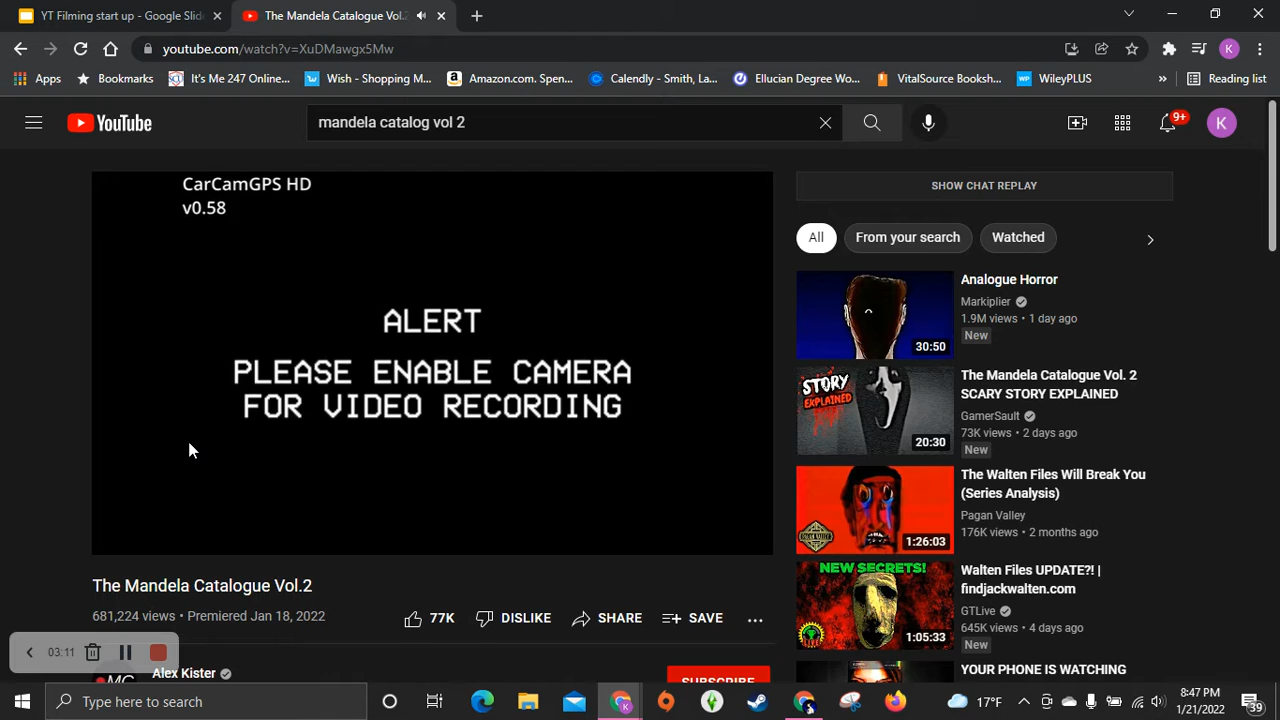 YT Filming start up - Google Slide
The Mandela Catalogue Vol.2
youtube.com/watch?v=XuDMawgx5Mw
K
Apps
Bookmarks
It's Me 247 Online...
Wish - Shopping M...
Amazon.com. Spen...
Calendly - Smith, La...
Ellucian Degree Wo...
VitalSource Booksh...
WP
WileyPLUS
»
Reading list
YouTube
mandela catalog vol 2
9+
K
CarCamGPS HD
v0.58
ALERT
PLEASE ENABLE CAMERA
FOR VIDEO RECORDING
SHOW CHAT REPLAY
All
From your search
Watched
30:50
Analogue Horror
Markiplier
1.9M views • 1 day ago
New
STORY
EXPLAINED
20:30
The Mandela Catalogue Vol. 2
SCARY STORY EXPLAINED
GamerSault
73K views • 2 days ago
New
1:26:03
The Walten Files Will Break You
(Series Analysis)
Pagan Valley
176K views • 2 months ago
NEW SECRETS!
1:05:33
Walten Files UPDATE?! |
findjackwalten.com
GTLive
645K views • 4 days ago
New
YOUR PHONE IS WATCHING
The Mandela Catalogue Vol.2
681,224 views • Premiered Jan 18, 2022
77K
DISLIKE
SHARE
SAVE
03:11
Alex Kister
SUBSCRIBE
Type here to search
17°F
8:47 PM
1/21/2022
39